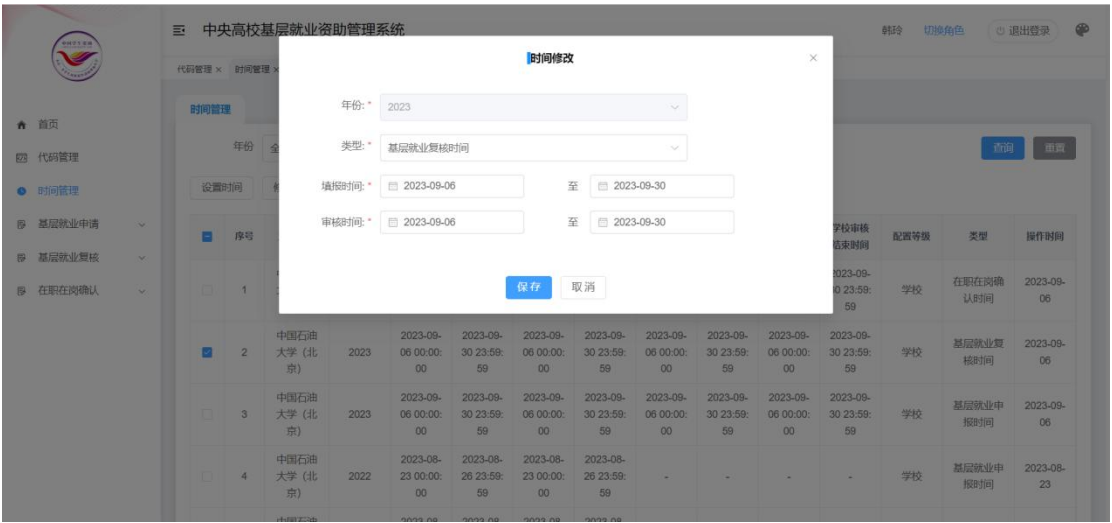 中央高校基层就业资助管理系统
韩玲 切换角色 退出登录
代码管理 × 时间管理 ×
时间修改
首页
代码管理
时间管理
基层就业申请
基层就业复核
在职在岗确认
时间管理
年份
查询 重置
设置时间
年份: * 2023
类型: * 基层就业复核时间
填报时间: * 2023-09-06 至 2023-09-30
审核时间: * 2023-09-06 至 2023-09-30
保存 取消
序号 学校审核结束时间 配置等级 类型 操作时间
1 59 学校 在职在岗确认时间 2023-09-06
2 中国石油大学（北京） 2023 2023-09-06 00:00:00 2023-09-30 23:59:59 2023-09-06 00:00:00 2023-09-30 23:59:59 2023-09-06 00:00:00 2023-09-30 23:59:59 2023-09-06 00:00:00 2023-09-30 23:59:59 学校 基层就业复核时间 2023-09-06
3 中国石油大学（北京） 2023 2023-09-06 00:00:00 2023-09-30 23:59:59 2023-09-06 00:00:00 2023-09-30 23:59:59 2023-09-06 00:00:00 2023-09-30 23:59:59 2023-09-06 00:00:00 2023-09-30 23:59:59 学校 基层就业申报时间 2023-09-06
4 中国石油大学（北京） 2022 2023-08-23 00:00:00 2023-08-26 23:59:59 2023-08-23 00:00:00 2023-08-26 23:59:59 - - - - 学校 基层就业申报时间 2023-08-23